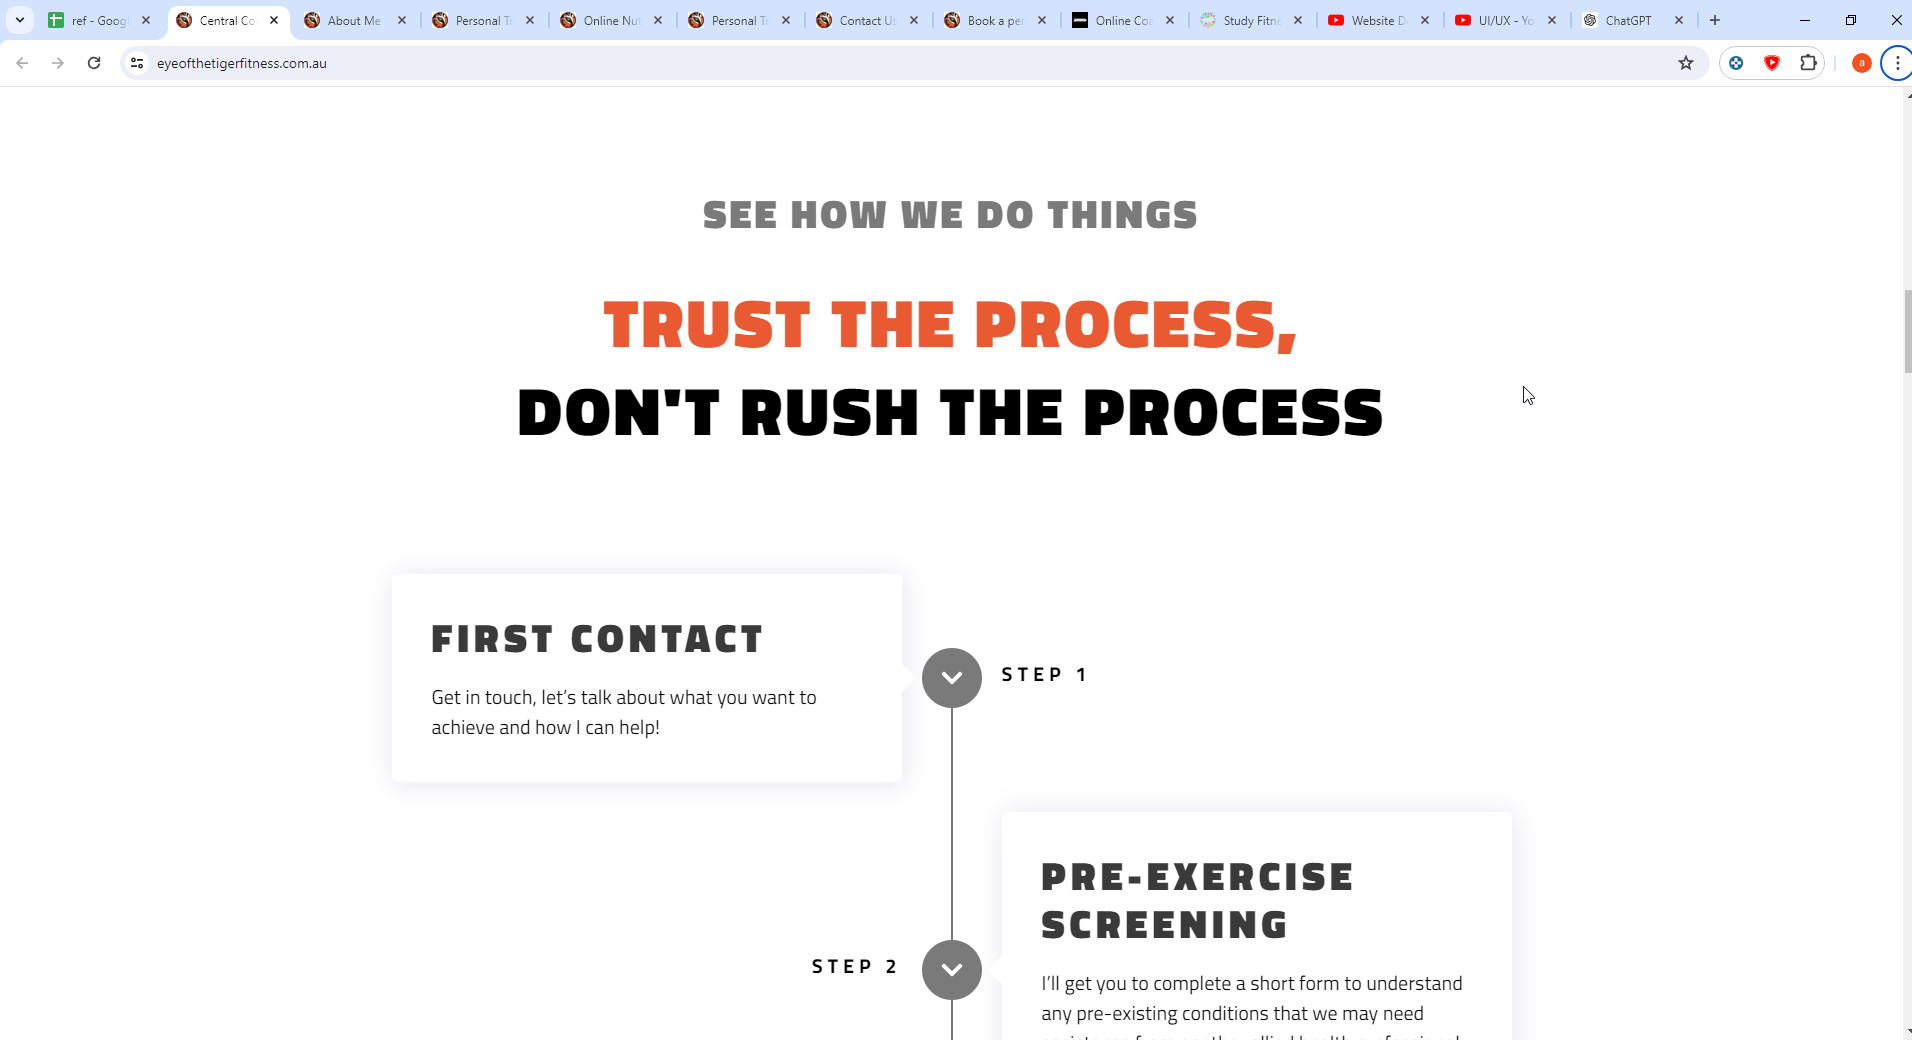 ref - Goog
Central Co
About Me
Personal T
Online Nut
Personal T
Contact Us
Book a per
Online Coa
Study Fitne
Website D
UI/UX - Yo
ChatGPT
eyeofthetigerfitness.com.au
a
SEE HOW WE DO THINGS
TRUST THE PROCESS,
DON'T RUSH THE PROCESS
FIRST CONTACT
Get in touch, let’s talk about what you want to
achieve and how I can help!
STEP 1
PRE-EXERCISE
SCREENING
STEP 2
I’ll get you to complete a short form to understand
any pre-existing conditions that we may need